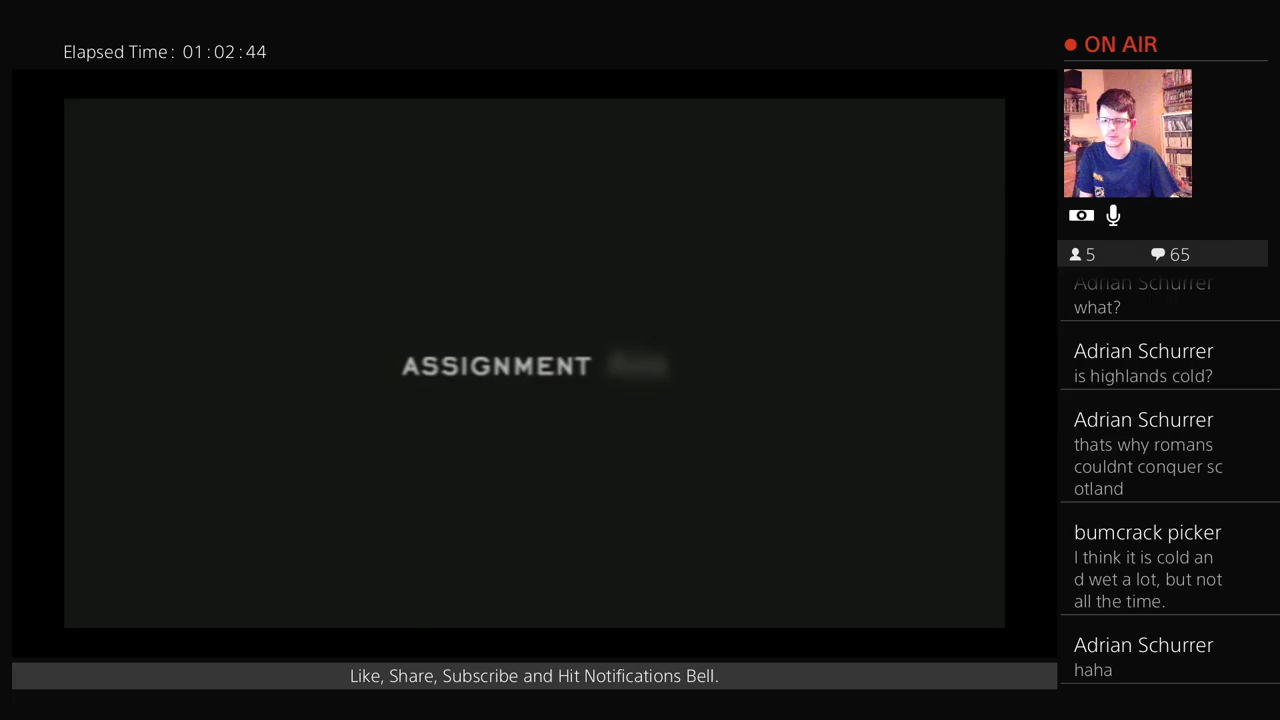 Elapsed Time: 01:02:44
ON AIR
5 65
Adrian Schurrer
what?
Adrian Schurrer
is highlands cold?
Adrian Schurrer
thats why romans
couldnt conquer sc
otland
bumcrack picker
I think it is cold an
d wet a lot, but not
all the time.
Adrian Schurrer
haha
ASSIGNMENT
Like, Share, Subscribe and Hit Notifications Bell.